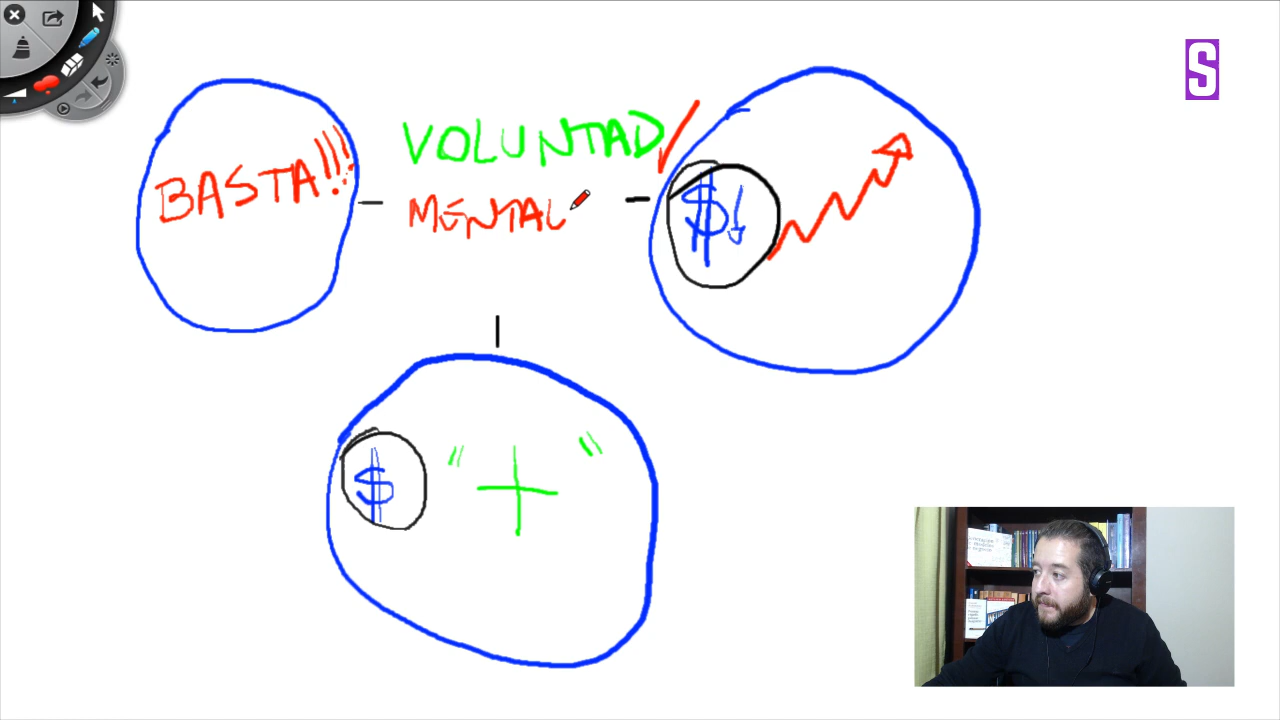 S
BASTA!!!
VOLUNTAD
MENTAL
$
$
" + "